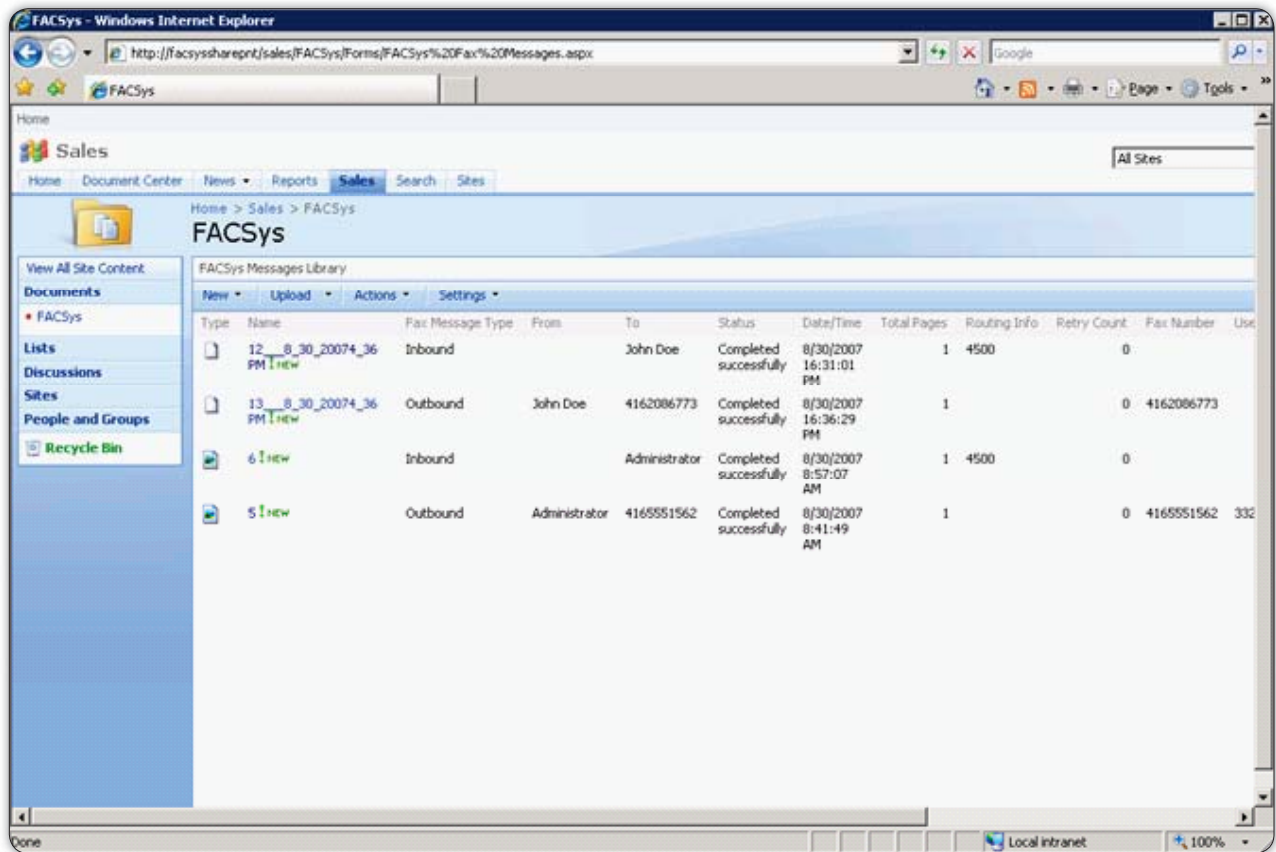 FACSys - Windows Internet Explorer
http://facsyssharepnt/sales/FACSys/Forms/FACSys%20Fax%20Messages.aspx
Google
FACSys
Page
Tools
»
Home
Sales
All Sites
Home Document Center News Reports Sales Search Sites
Home > Sales > FACSys
FACSys
View All Site Content
Documents
FACSys
Lists
Discussions
Sites
People and Groups
Recycle Bin
FACSys Messages Library
New Upload Actions Settings
Type Name Fax Message Type From To Status Date/Time Total Pages Routing Info Retry Count Fax Number Use
12___8_30_20074_36 Inbound John Doe Completed 8/30/2007 1 4500 0
PM ! NEW successfully 16:31:01
PM
13___8_30_20074_36 Outbound John Doe 4162086773 Completed 8/30/2007 1 0 4162086773
PM ! NEW successfully 16:36:29
PM
6 ! NEW Inbound Administrator Completed 8/30/2007 1 4500 0
successfully 8:57:07
AM
5 ! NEW Outbound Administrator 4165551562 Completed 8/30/2007 1 0 4165551562 332
successfully 8:41:49
AM
Done
Local intranet
100%